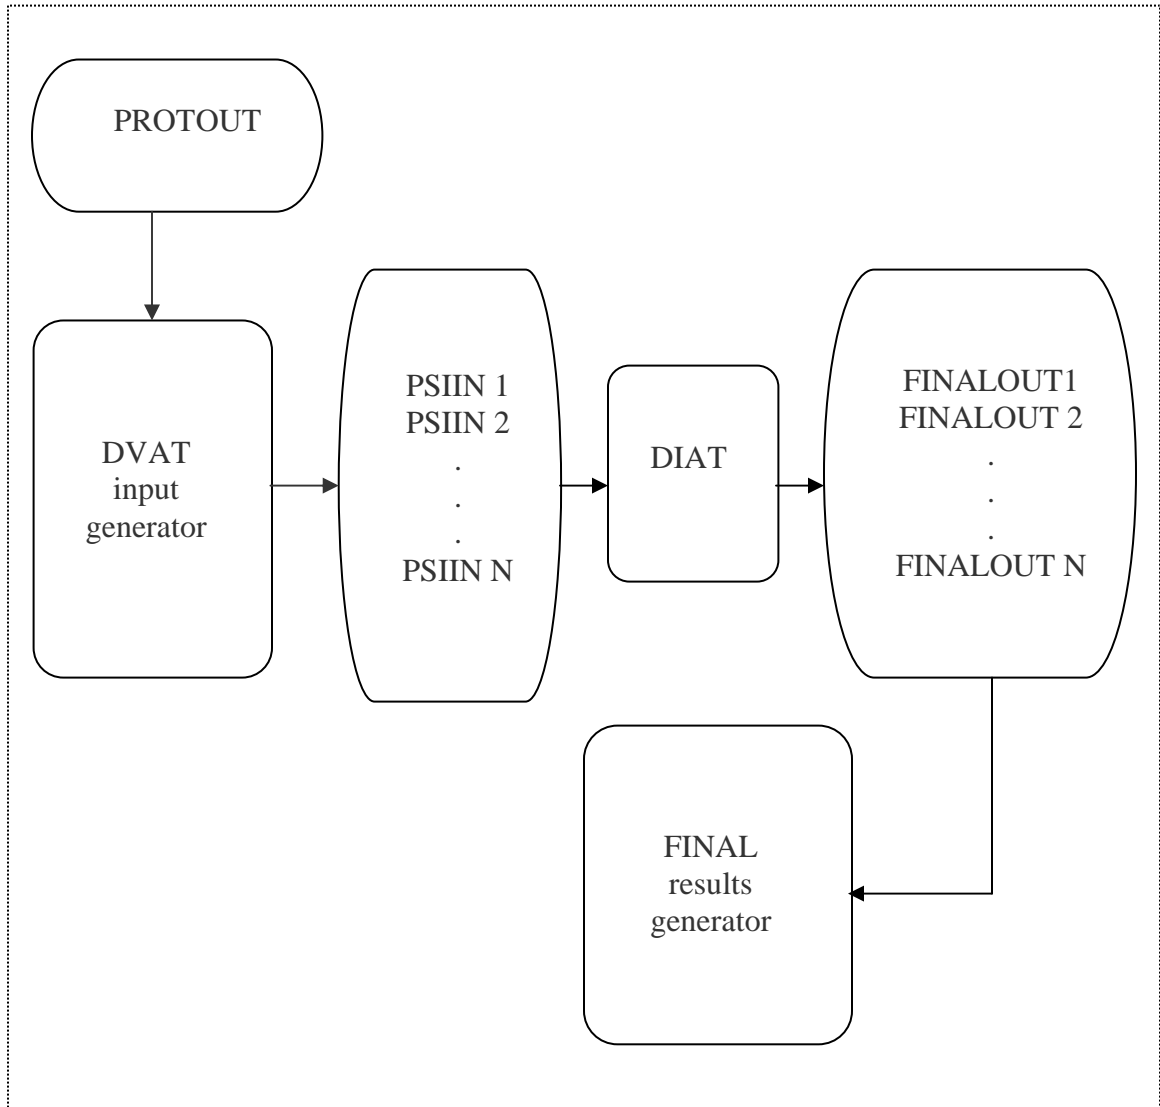 PROTOUT
DVAT
input
generator
PSIIN 1
PSIIN 2
.
.
.
PSIIN N
DIAT
FINALOUT1
FINALOUT 2
.
.
.
FINALOUT N
FINAL
results
generator